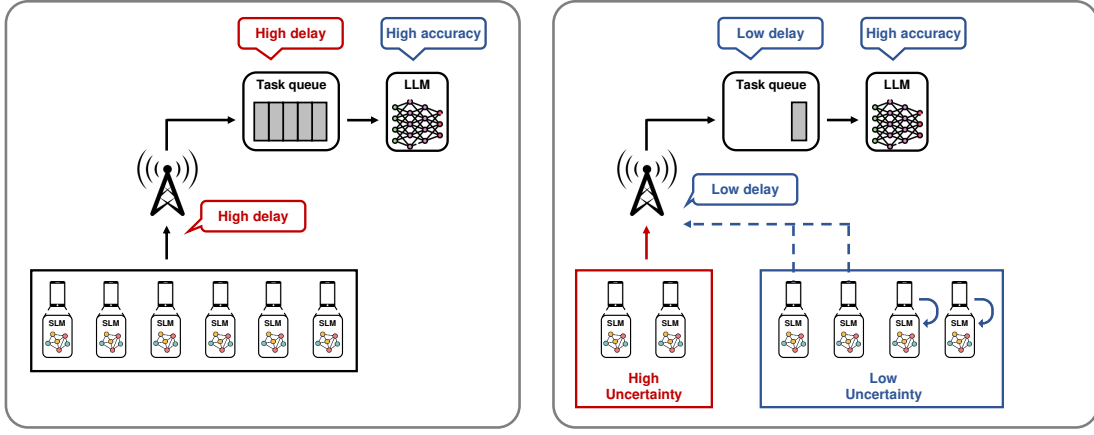 High delay
High accuracy
Task queue
LLM
High delay
SLM
SLM
SLM
SLM
SLM
SLM
Low delay
High accuracy
Task queue
LLM
Low delay
SLM
SLM
High
Uncertainty
SLM
SLM
SLM
SLM
Low
Uncertainty